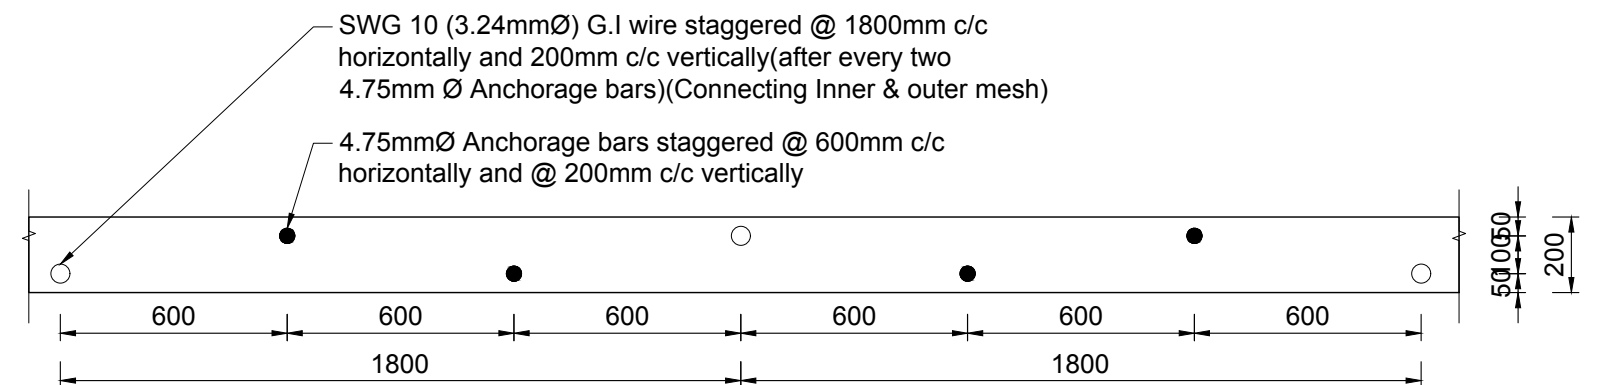 SWG 10 (3.24mmØ) G.I wire staggered @ 1800mm c/c
horizontally and 200mm c/c vertically(after every two
4.75mm Ø Anchorage bars)(Connecting Inner & outer mesh)
4.75mmØ Anchorage bars staggered @ 600mm c/c
horizontally and @ 200mm c/c vertically
50
100
50
200
600 600 600 600 600 600
1800 1800